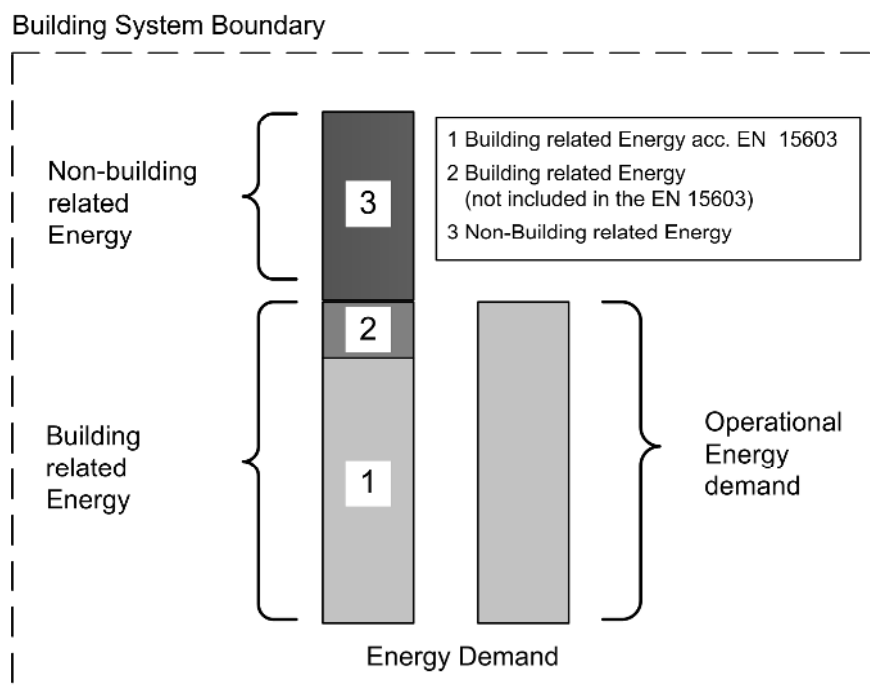 Building System Boundary
Non-building
related
Energy
3
1 Building related Energy acc. EN 15603
2 Building related Energy
(not included in the EN 15603)
3 Non-Building related Energy
2
Building
related
Energy
1
Operational
Energy
demand
Energy Demand